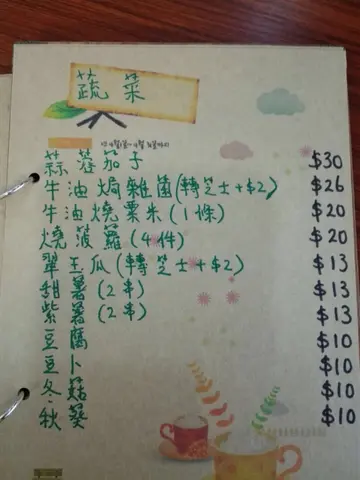 蔬菜
蒜蓉茄子 $30
牛油焗雜菌(轉芝士+$2) $26
牛油燒粟米(1條) $20
燒菠蘿(4件) $20
翠玉瓜(轉芝士+$2) $13
甜薯(2串) $13
紫薯(2串) $13
豆腐 $10
豆卜 $10
冬菇 $10
秋葵 $10